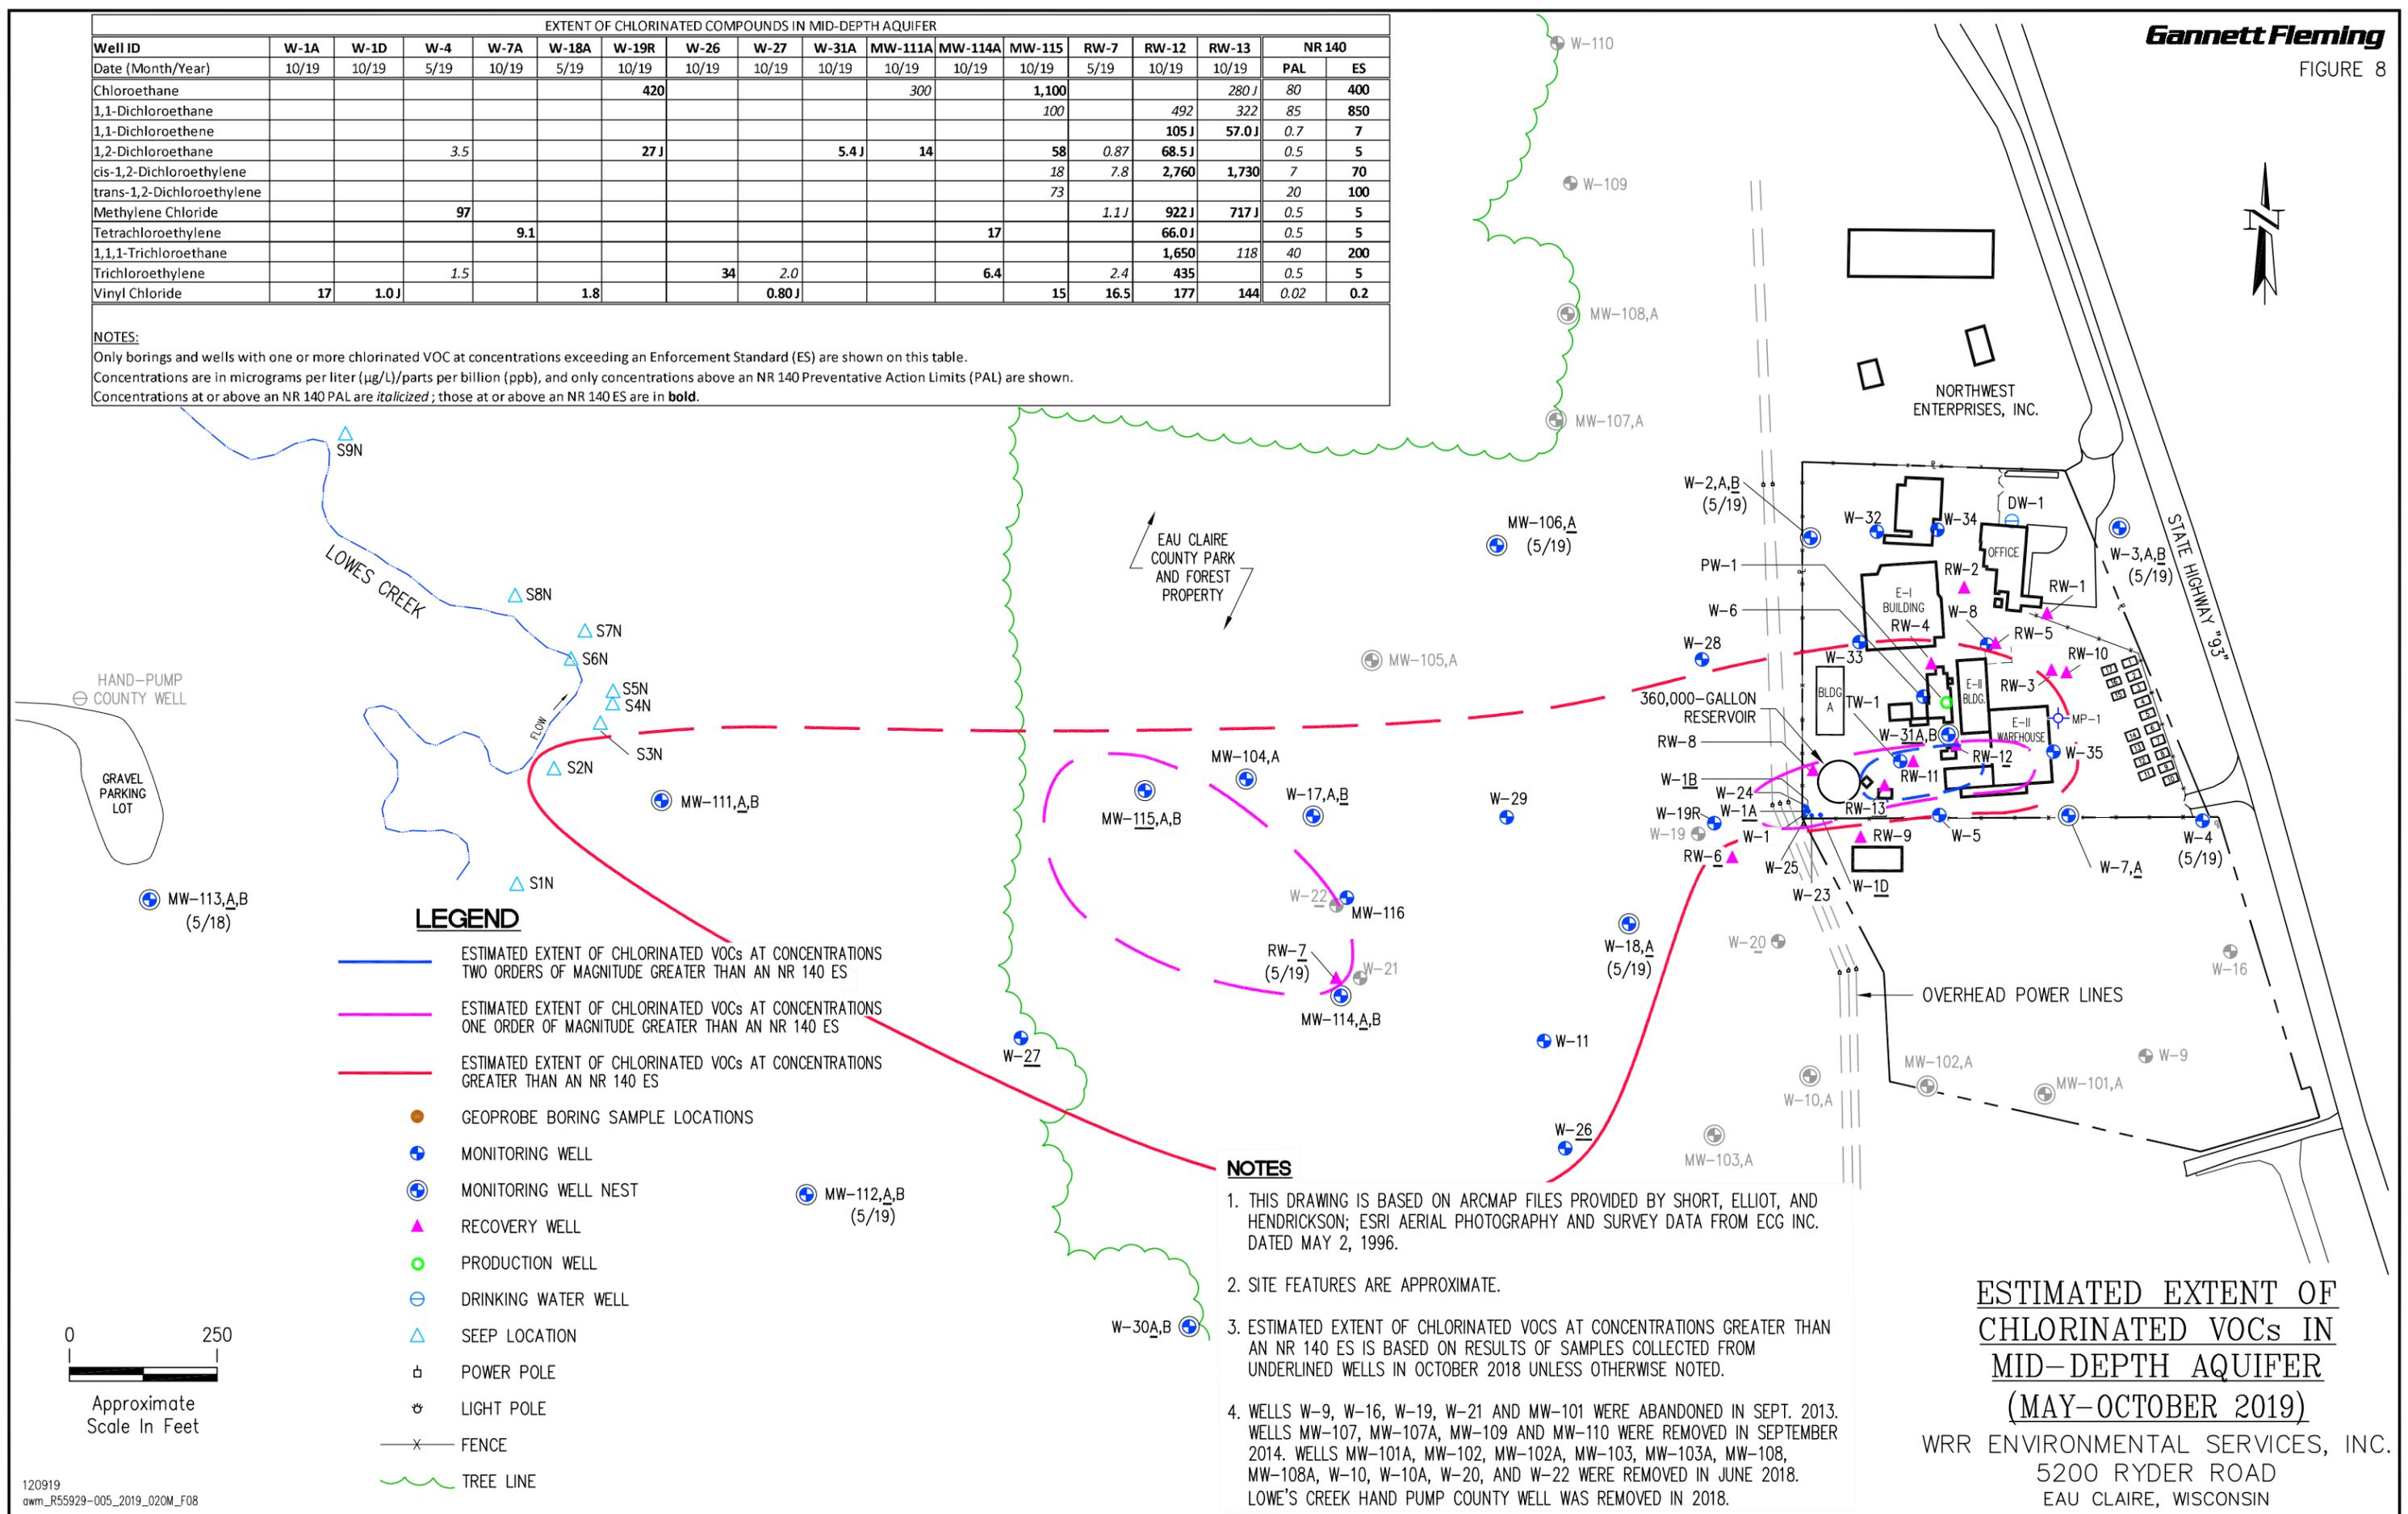 Gannett Fleming
FIGURE 8
EXTENT OF CHLORINATED COMPOUNDS IN MID-DEPTH AQUIFER
Well ID W-1A W-1D W-4 W-7A W-18A W-19R W-26 W-27 W-31A MW-111A MW-114A MW-115 RW-7 RW-12 RW-13 NR 140
Date (Month/Year) 10/19 10/19 5/19 10/19 5/19 10/19 10/19 10/19 10/19 10/19 10/19 10/19 5/19 10/19 10/19 PAL ES
Chloroethane 420 300 1,100 280 J 80 400
1,1-Dichloroethane 100 492 322 85 850
1,1-Dichloroethene 105 J 57.0 J 0.7 7
1,2-Dichloroethane 3.5 27 J 5.4 J 14 58 0.87 68.5 J 0.5 5
cis-1,2-Dichloroethylene 18 7.8 2,760 1,730 7 70
trans-1,2-Dichloroethylene 73 20 100
Methylene Chloride 97 1.1 J 922 J 717 J 0.5 5
Tetrachloroethylene 9.1 17 66.0 J 0.5 5
1,1,1-Trichloroethane 1,650 118 40 200
Trichloroethylene 1.5 34 2.0 6.4 2.4 435 0.5 5
Vinyl Chloride 17 1.0 J 1.8 0.80 J 15 16.5 177 144 0.02 0.2
NOTES:
Only borings and wells with one or more chlorinated VOC at concentrations exceeding an Enforcement Standard (ES) are shown on this table.
Concentrations are in micrograms per liter (µg/L)/parts per billion (ppb), and only concentrations above an NR 140 Preventative Action Limits (PAL) are shown.
Concentrations at or above an NR 140 PAL are italicized ; those at or above an NR 140 ES are in bold.
W-110
W-109
MW-108,A
MW-107,A
NORTHWEST
ENTERPRISES, INC.
STATE HIGHWAY "93"
S9N
LOWES CREEK
S8N
S7N
S6N
S5N
S4N
S3N
S2N
S1N
FLOW
HAND-PUMP
COUNTY WELL
GRAVEL
PARKING
LOT
MW-113,A,B
(5/18)
MW-111,A,B
EAU CLAIRE
COUNTY PARK
AND FOREST
PROPERTY
MW-106,A
(5/19)
MW-105,A
MW-104,A
MW-115,A,B
W-17,A,B
W-29
W-22
MW-116
RW-7
(5/19)
W-21
MW-114,A,B
W-27
W-18,A
(5/19)
W-11
W-26
W-30A,B
MW-112,A,B
(5/19)
W-2,A,B
(5/19)
PW-1
W-6
W-28
W-32
W-34
DW-1
OFFICE
W-3,A,B
(5/19)
RW-2
RW-1
E-I
BUILDING
W-8
RW-4
RW-5
W-33
RW-10
RW-3
BLDG
A
TW-1
E-II
BLDG.
E-II
WAREHOUSE
MP-1
360,000-GALLON
RESERVOIR
W-31A,B
RW-12
W-35
RW-8
RW-11
W-1B
W-24
RW-13
W-19R
W-1A
W-19
W-1
RW-9
W-5
W-4
(5/19)
RW-6
W-25
W-23
W-1D
W-7,A
W-20
W-16
OVERHEAD POWER LINES
W-9
MW-102,A
MW-101,A
W-10,A
MW-103,A
LEGEND
ESTIMATED EXTENT OF CHLORINATED VOCs AT CONCENTRATIONS
TWO ORDERS OF MAGNITUDE GREATER THAN AN NR 140 ES
ESTIMATED EXTENT OF CHLORINATED VOCs AT CONCENTRATIONS
ONE ORDER OF MAGNITUDE GREATER THAN AN NR 140 ES
ESTIMATED EXTENT OF CHLORINATED VOCs AT CONCENTRATIONS
GREATER THAN AN NR 140 ES
GEOPROBE BORING SAMPLE LOCATIONS
MONITORING WELL
MONITORING WELL NEST
RECOVERY WELL
PRODUCTION WELL
DRINKING WATER WELL
SEEP LOCATION
POWER POLE
LIGHT POLE
FENCE
TREE LINE
0 250
Approximate
Scale In Feet
120919
awm_R55929-005_2019_020M_F08
NOTES
1. THIS DRAWING IS BASED ON ARCMAP FILES PROVIDED BY SHORT, ELLIOT, AND
HENDRICKSON; ESRI AERIAL PHOTOGRAPHY AND SURVEY DATA FROM ECG INC.
DATED MAY 2, 1996.
2. SITE FEATURES ARE APPROXIMATE.
3. ESTIMATED EXTENT OF CHLORINATED VOCS AT CONCENTRATIONS GREATER THAN
AN NR 140 ES IS BASED ON RESULTS OF SAMPLES COLLECTED FROM
UNDERLINED WELLS IN OCTOBER 2018 UNLESS OTHERWISE NOTED.
4. WELLS W-9, W-16, W-19, W-21 AND MW-101 WERE ABANDONED IN SEPT. 2013.
WELLS MW-107, MW-107A, MW-109 AND MW-110 WERE REMOVED IN SEPTEMBER
2014. WELLS MW-101A, MW-102, MW-102A, MW-103, MW-103A, MW-108,
MW-108A, W-10, W-10A, W-20, AND W-22 WERE REMOVED IN JUNE 2018.
LOWE'S CREEK HAND PUMP COUNTY WELL WAS REMOVED IN 2018.
ESTIMATED EXTENT OF
CHLORINATED VOCs IN
MID-DEPTH AQUIFER
(MAY-OCTOBER 2019)
WRR ENVIRONMENTAL SERVICES, INC.
5200 RYDER ROAD
EAU CLAIRE, WISCONSIN